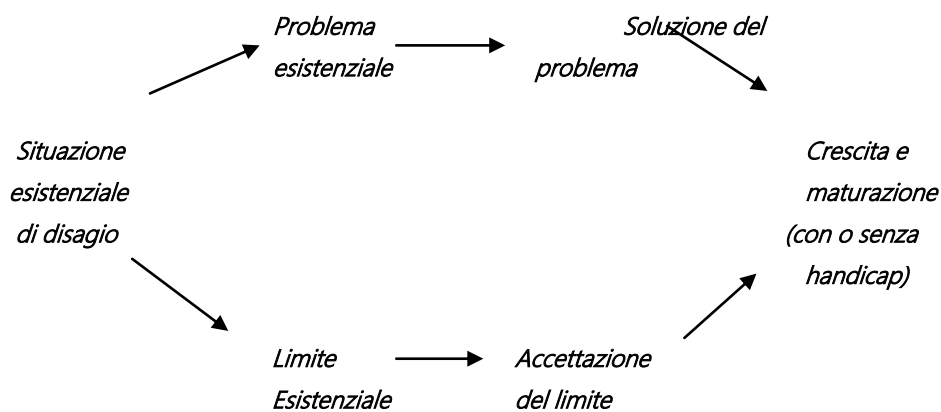 Problema
esistenziale
Soluzione del
problema
Situazione
esistenziale
di disagio
Crescita e
maturazione
(con o senza
handicap)
Limite
Esistenziale
Accettazione
del limite